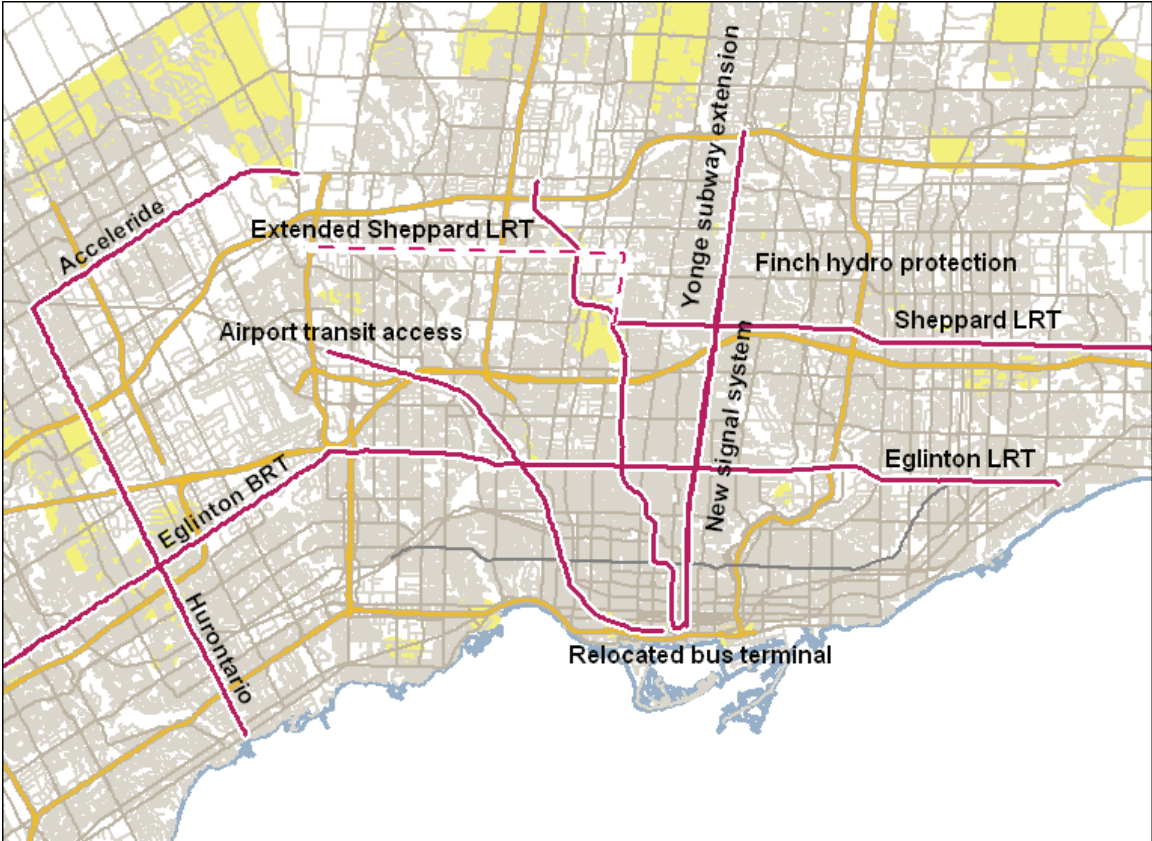 Yonge subway extension
Acceleride
Extended Sheppard LRT
Finch hydro protection
Airport transit access
Sheppard LRT
New signal system
Eglinton BRT
Eglinton LRT
Hurontario
Relocated bus terminal